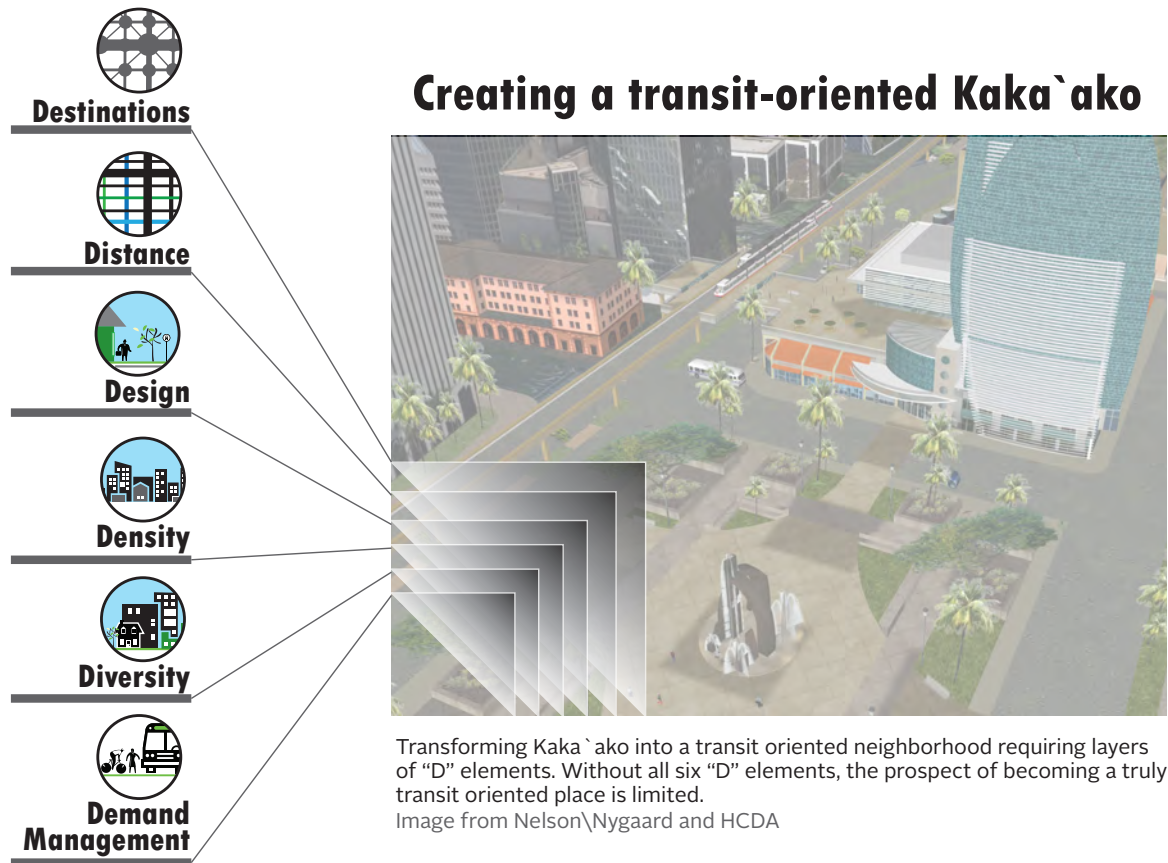 Destinations
Distance
Design
Density
Diversity
Demand
Management
Creating a transit-oriented Kaka`ako
Transforming Kaka`ako into a transit oriented neighborhood requiring layers
of “D” elements. Without all six “D” elements, the prospect of becoming a truly
transit oriented place is limited.
Image from Nelson\Nygaard and HCDA